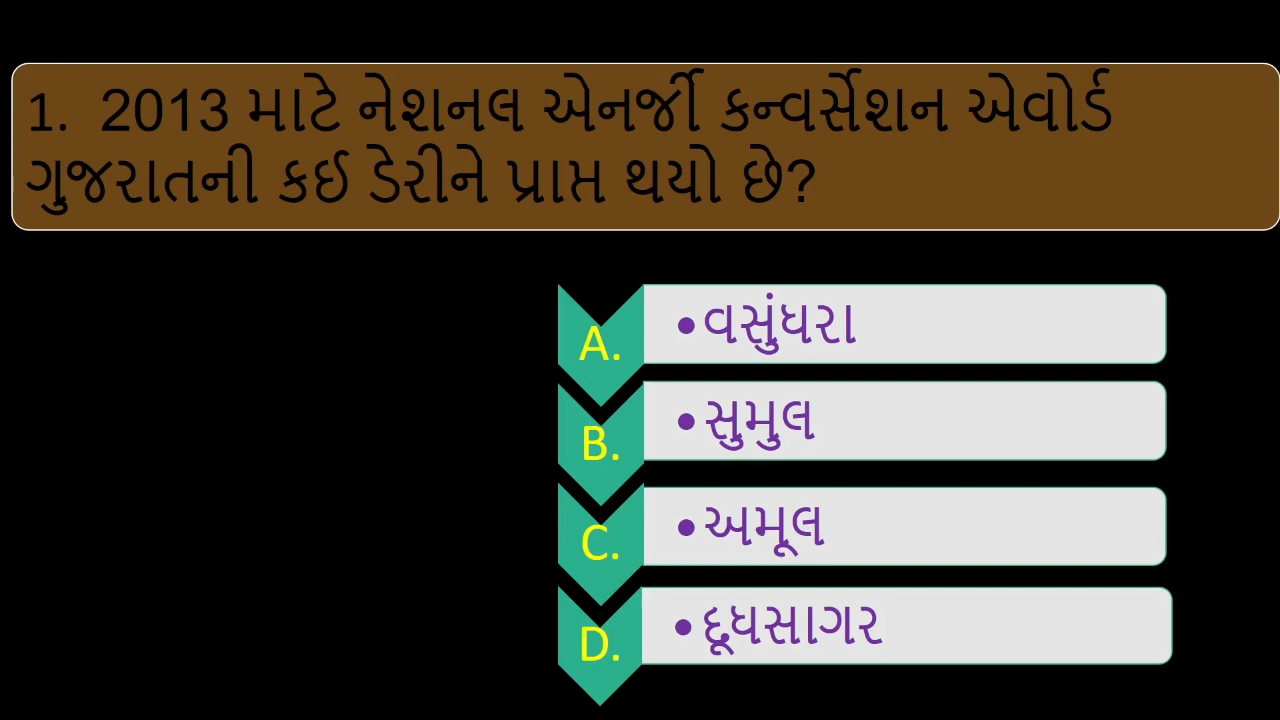 1. 2013 માટે નેશનલ એનર્જી કન્વર્સેશન એવોર્ડ
ગુજરાતની કઈ ડેરીને પ્રાપ્ત થયો છે?
A. •વસુંધરા
B. •સુમુલ
C. •અમૂલ
D. •દૂધસાગર